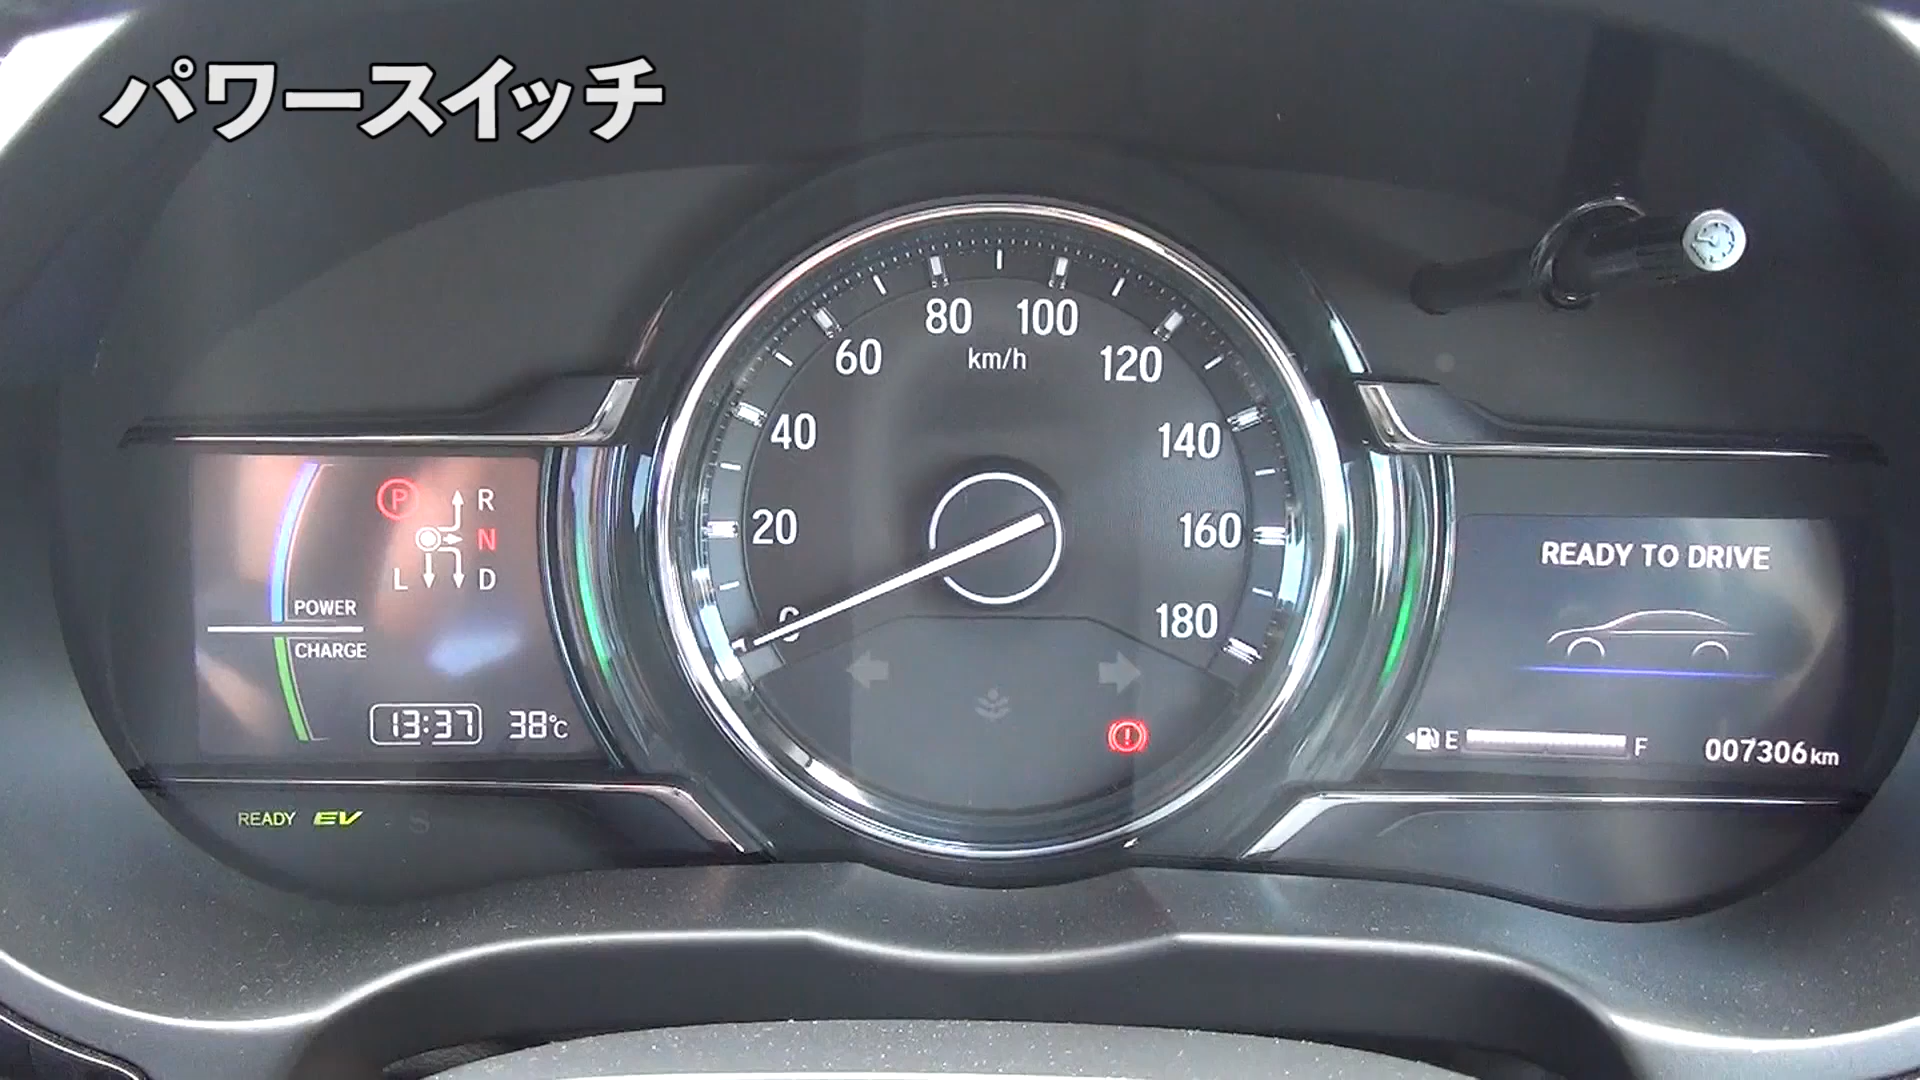 パワースイッチ
80 100
km/h
60 120
40 140
20 160
0 180
P R
N
L D
POWER
CHARGE
13:37 38℃
READY EV
READY TO DRIVE
E F
007306km